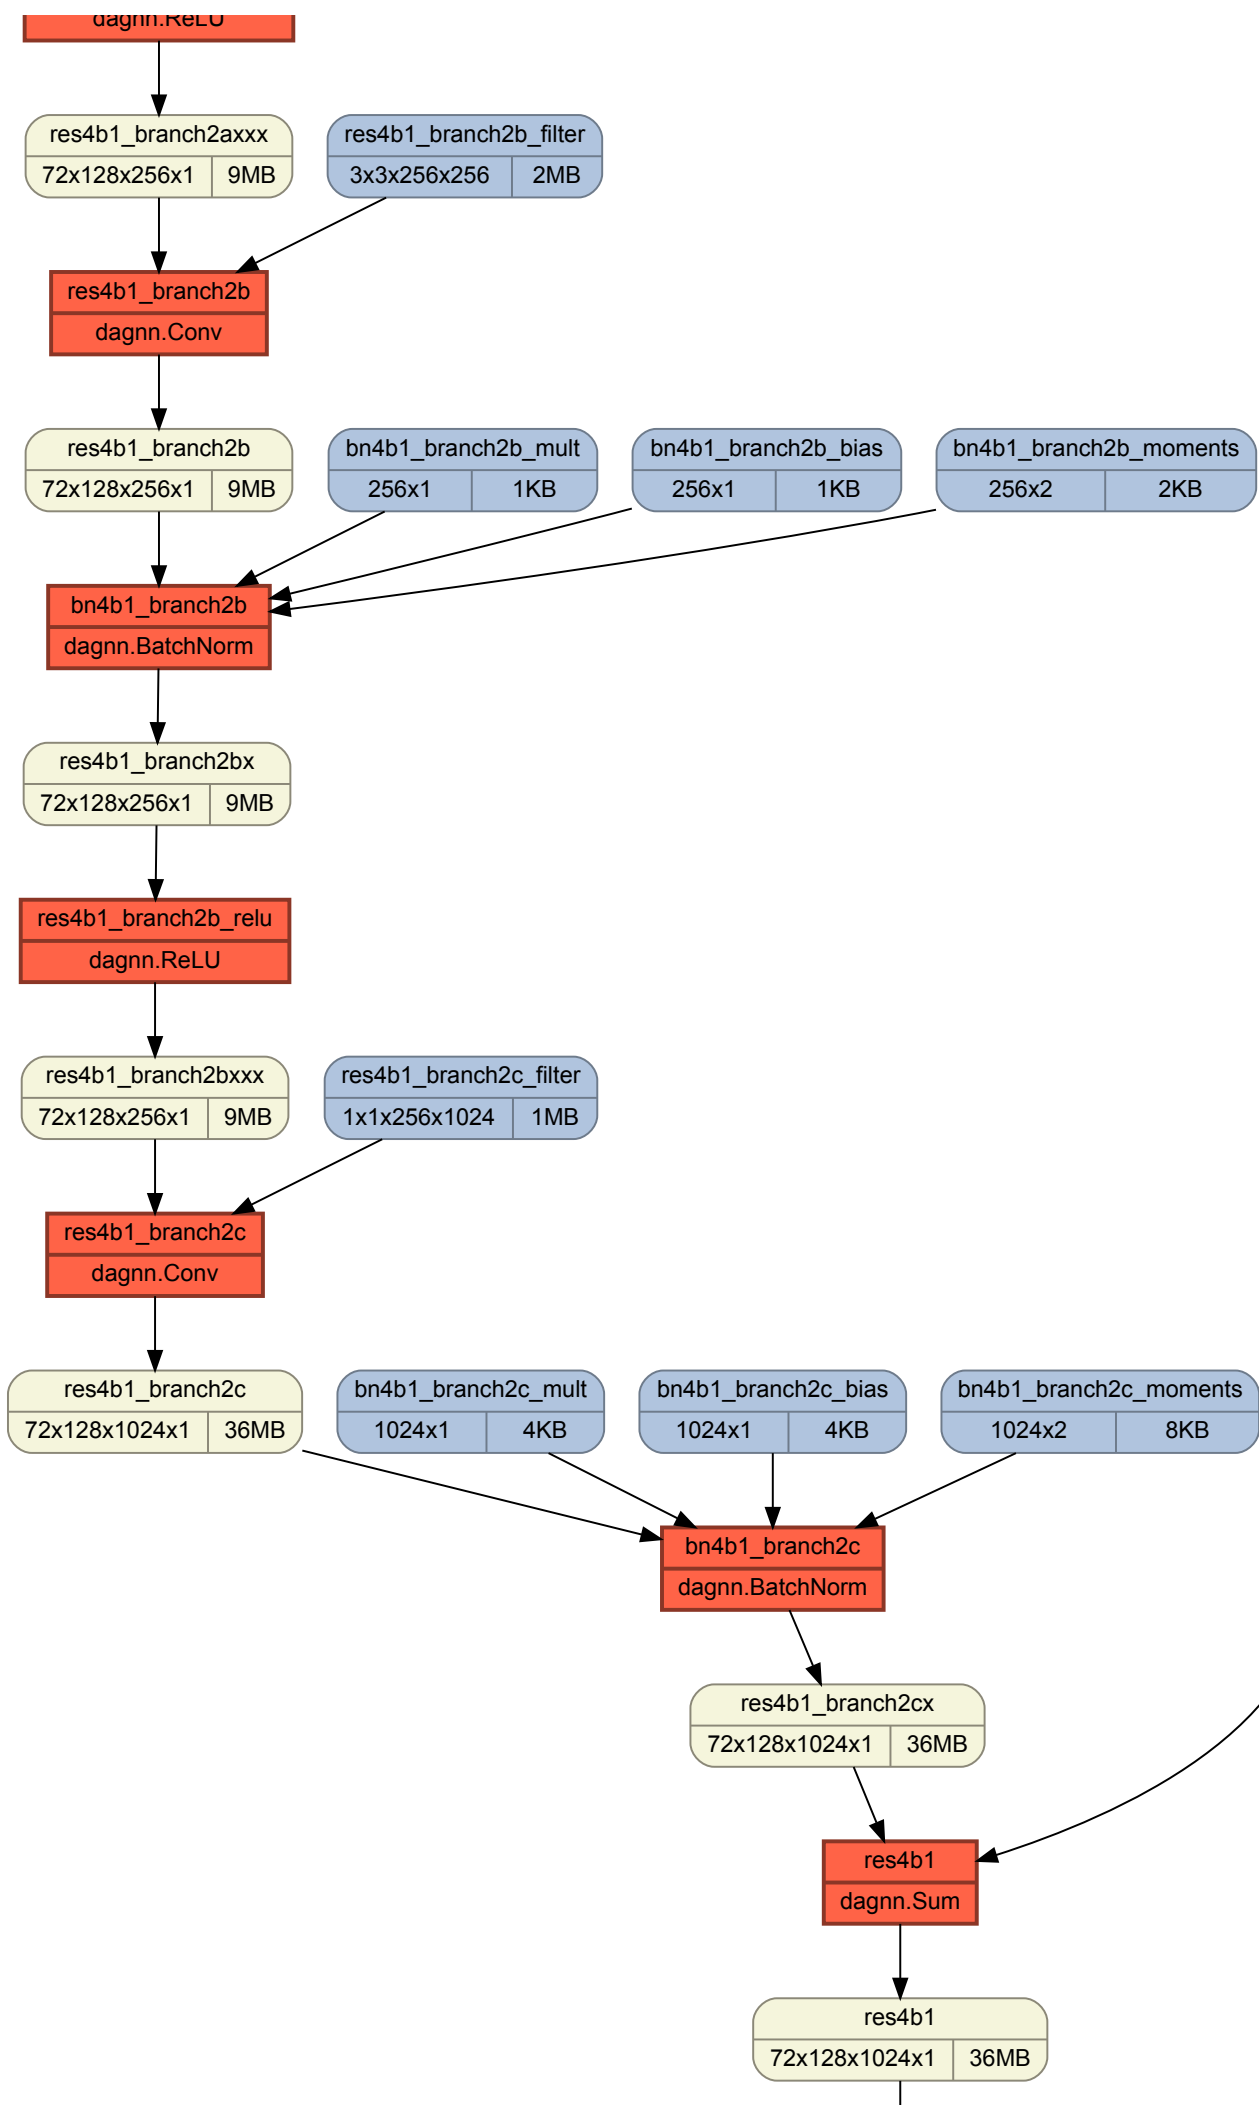 dagnn.ReLU
res4b1_branch2axxx
72x128x256x1 9MB
res4b1_branch2b_filter
3x3x256x256 2MB
res4b1_branch2b
dagnn.Conv
res4b1_branch2b
72x128x256x1 9MB
bn4b1_branch2b_mult
256x1 1KB
bn4b1_branch2b_bias
256x1 1KB
bn4b1_branch2b_moments
256x2 2KB
bn4b1_branch2b
dagnn.BatchNorm
res4b1_branch2bx
72x128x256x1 9MB
res4b1_branch2b_relu
dagnn.ReLU
res4b1_branch2bxxx
72x128x256x1 9MB
res4b1_branch2c_filter
1x1x256x1024 1MB
res4b1_branch2c
dagnn.Conv
res4b1_branch2c
72x128x1024x1 36MB
bn4b1_branch2c_mult
1024x1 4KB
bn4b1_branch2c_bias
1024x1 4KB
bn4b1_branch2c_moments
1024x2 8KB
bn4b1_branch2c
dagnn.BatchNorm
res4b1_branch2cx
72x128x1024x1 36MB
res4b1
dagnn.Sum
res4b1
72x128x1024x1 36MB